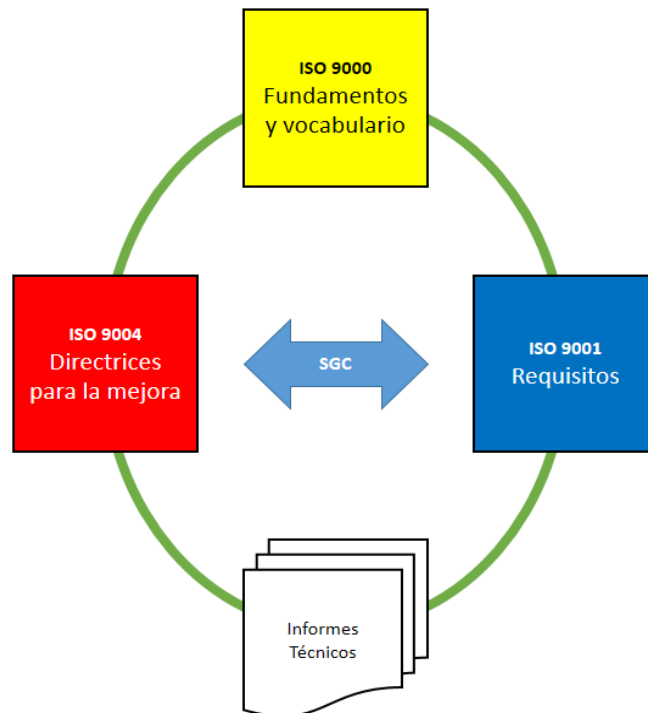 ISO 9000
Fundamentos
y vocabulario
ISO 9004
Directrices
para la mejora
SGC
ISO 9001
Requisitos
Informes
Técnicos